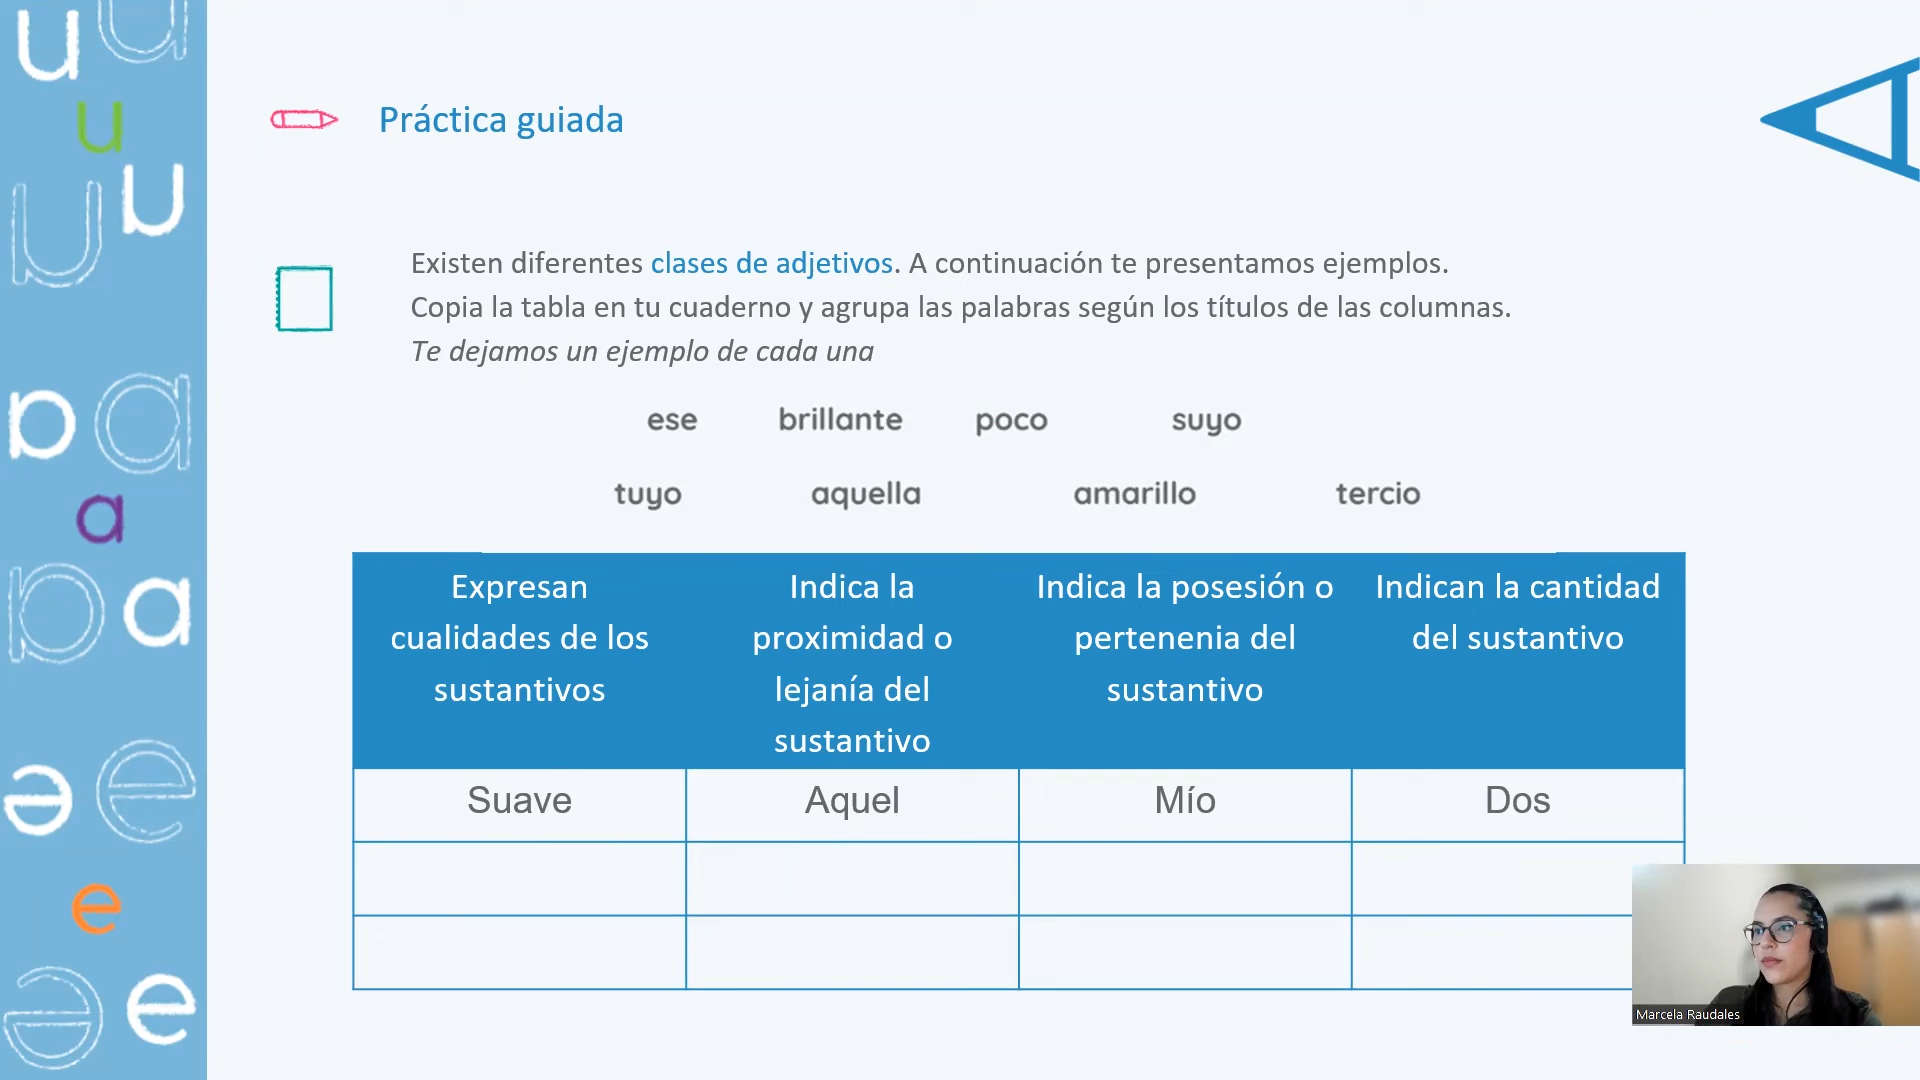 Práctica guiada
Existen diferentes clases de adjetivos. A continuación te presentamos ejemplos.
Copia la tabla en tu cuaderno y agrupa las palabras según los títulos de las columnas.
Te dejamos un ejemplo de cada una
ese brillante poco suyo
tuyo aquella amarillo tercio
Expresan
cualidades de los
sustantivos
Indica la
proximidad o
lejanía del
sustantivo
Indica la posesión o
pertenenia del
sustantivo
Indican la cantidad
del sustantivo
Suave Aquel Mío Dos
Marcela Raudales
u u
u
u u
a a
a
a a
e e
e
e e
A